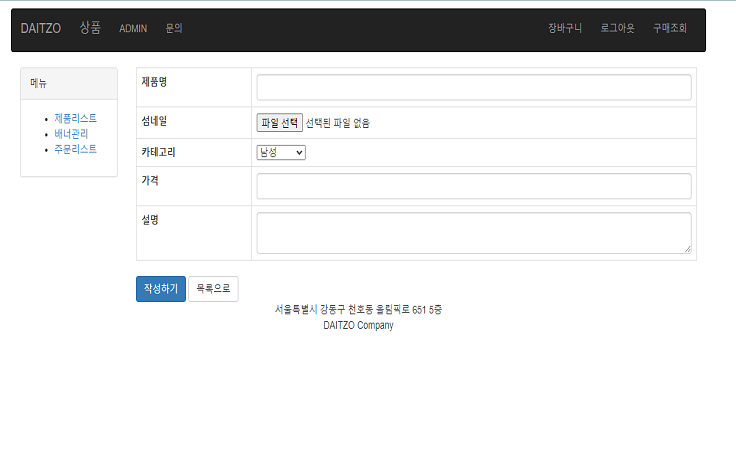 DAITZO 상품 ADMIN 문의 장바구니 로그아웃 구매조회
메뉴
제품리스트
배너관리
주문리스트
제품명
섬네일 파일 선택 선택된 파일 없음
카테고리 남성
가격
설명
작성하기 목록으로
서울특별시 강동구 천호동 올림픽로 651 5층
DAITZO Company